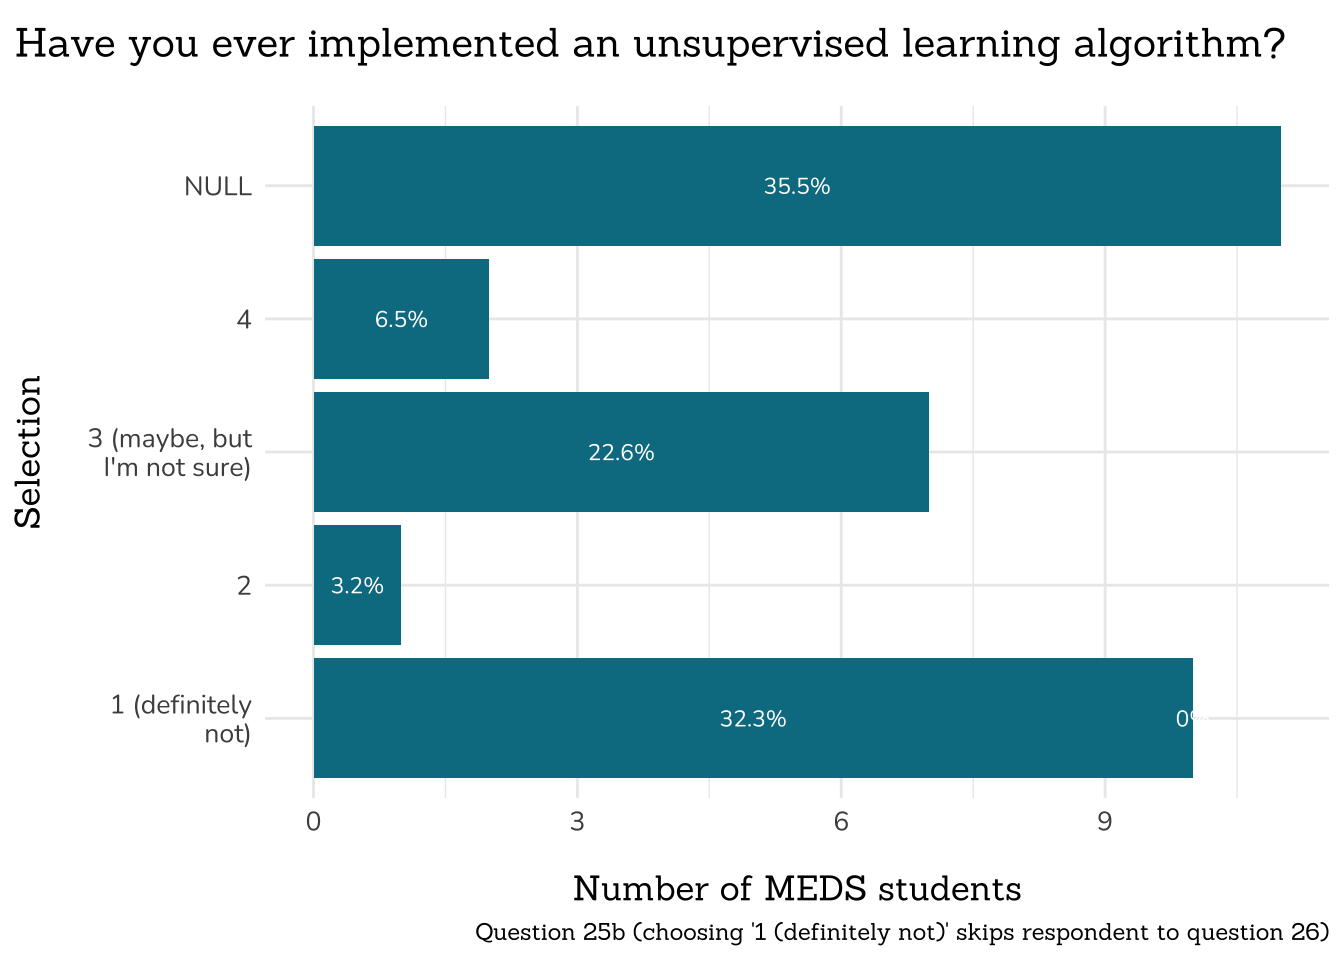 Have you ever implemented an unsupervised learning algorithm?
NULL
35.5%
4
6.5%
3 (maybe, but
I'm not sure)
22.6%
Selection
2
3.2%
1 (definitely
not)
32.3%
0%
0
3
6
9
Number of MEDS students
Question 25b (choosing '1 (definitely not)' skips respondent to question 26)